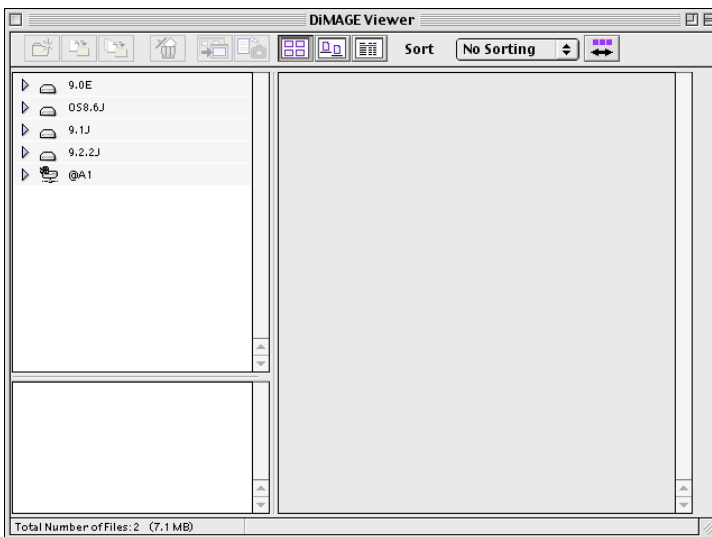 DiMAGE Viewer
Sort No Sorting
9.0E
OS8.6J
9.1J
9.2.2J
@A1
Total Number of Files: 2 (7.1 MB)